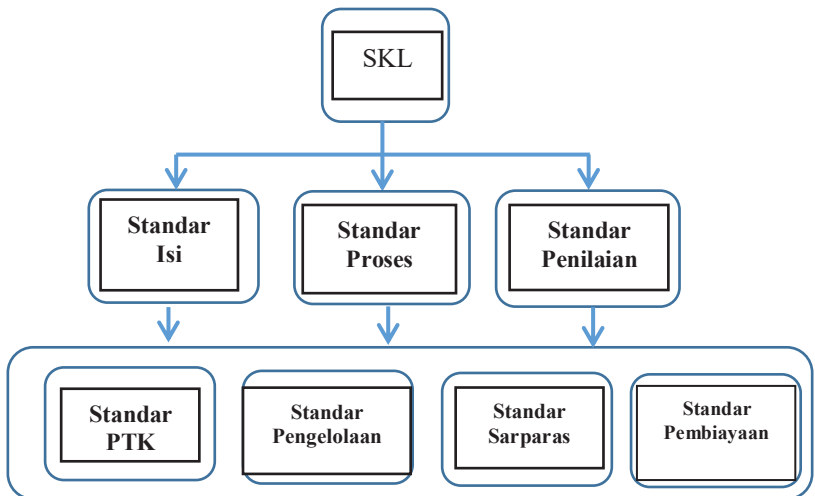 SKL
Standar
Isi
Standar
Proses
Standar
Penilaian
Standar
PTK
Standar
Pengelolaan
Standar
Sarparas
Standar
Pembiayaan